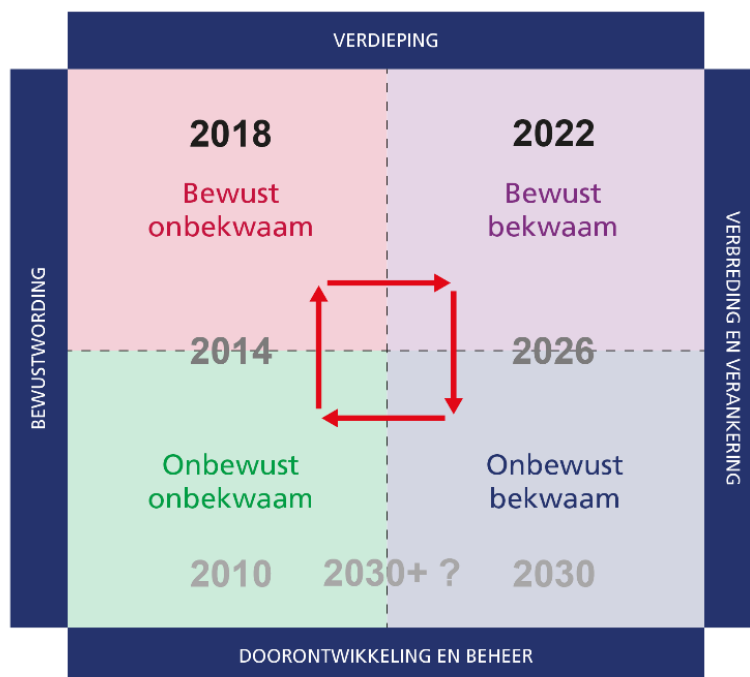 VERDIEPING
BEWUSTWORDING
2018
Bewust
onbekwaam
2022
Bewust
bekwaam
VERBREDING EN VERANKERING
2014
2026
Onbewust
onbekwaam
Onbewust
bekwaam
2010
2030+ ?
2030
DOORONTWIKKELING EN BEHEER